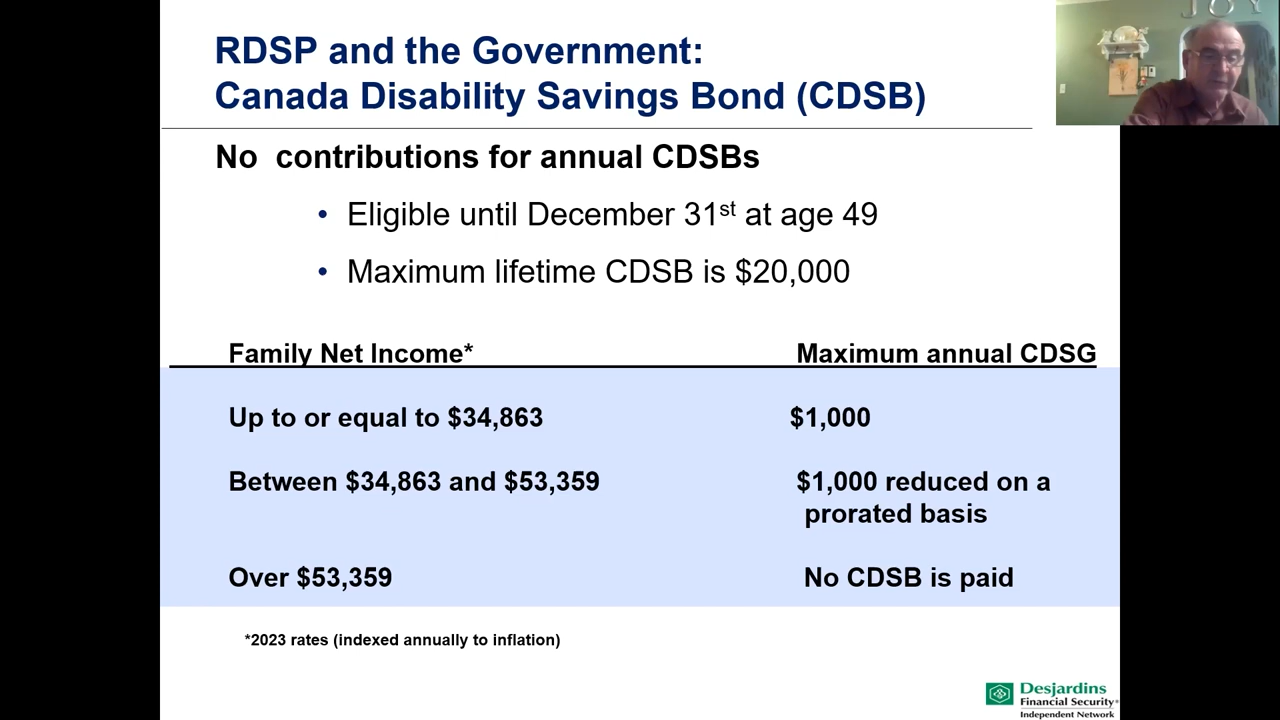 RDSP and the Government:
Canada Disability Savings Bond (CDSB)
JOY
No contributions for annual CDSBs
• Eligible until December 31st at age 49
• Maximum lifetime CDSB is $20,000
Family Net Income* Maximum annual CDSG
Up to or equal to $34,863 $1,000
Between $34,863 and $53,359 $1,000 reduced on a
prorated basis
Over $53,359 No CDSB is paid
*2023 rates (indexed annually to inflation)
Desjardins
Financial Security®
Independent Network